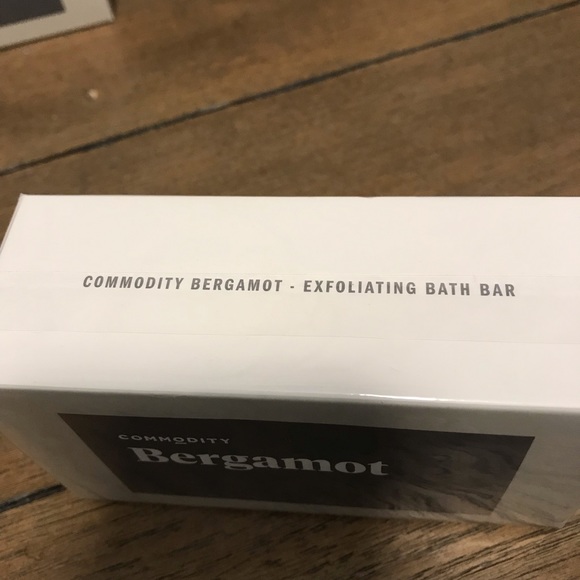 COMMODITY BERGAMOT - EXFOLIATING BATH BAR
COMMODITY
Bergamot